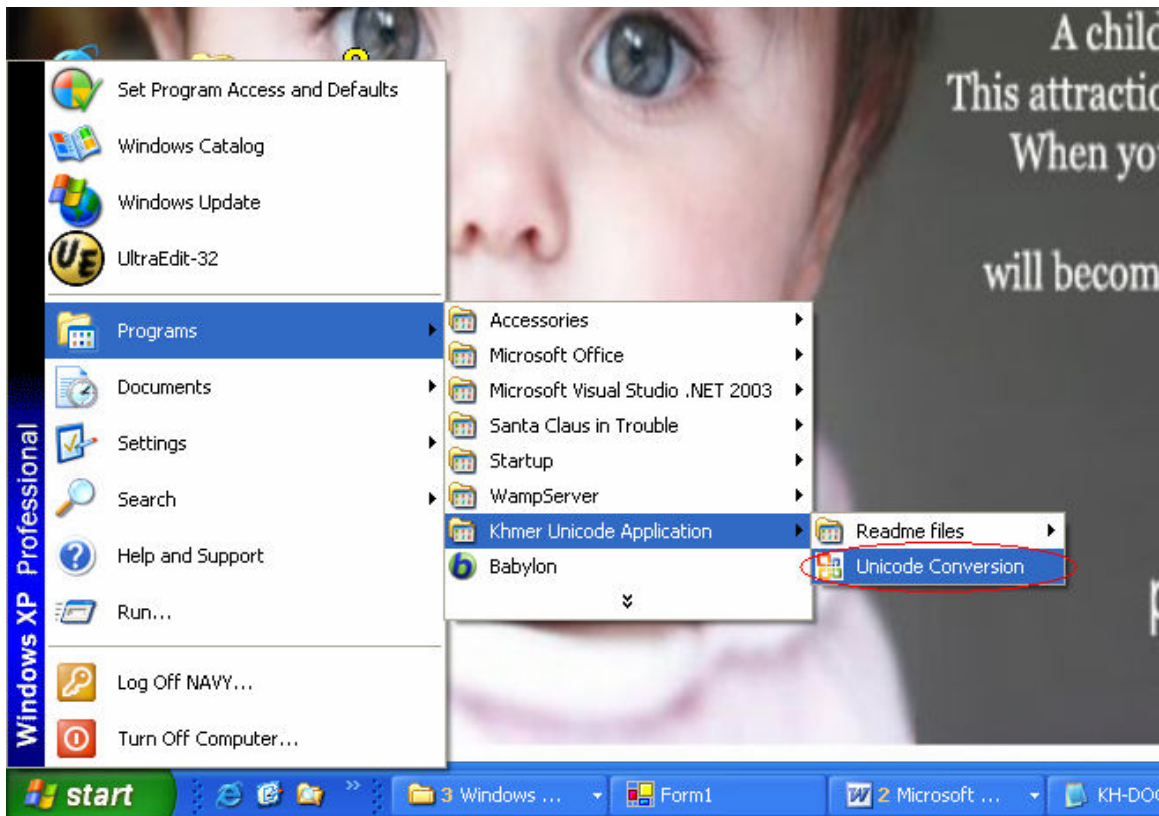 A child
This attractio
When you
will becom
p
Set Program Access and Defaults
Windows Catalog
Windows Update
UltraEdit-32
Programs
Documents
Settings
Search
Help and Support
Run...
Log Off NAVY...
Turn Off Computer...
Windows XP Professional
Accessories
Microsoft Office
Microsoft Visual Studio .NET 2003
Santa Claus in Trouble
Startup
WampServer
Khmer Unicode Application
Babylon
Readme files
Unicode Conversion
start
3 Windows ...
Form1
2 Microsoft ...
KH-DOC